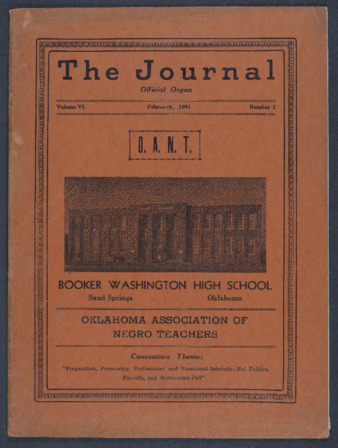 The Journal
Official Organ
Volume VI. February, 1941 Number 1
O. A. N. T.
BOOKER WASHINGTON HIGH SCHOOL
Sand Springs Oklahoma
OKLAHOMA ASSOCIATION OF
NEGRO TEACHERS
Convention Theme:
"Preparation, Personality, Professional and Vocational Interests—Not Politics,
Pay-offs, and Home-town Pull"